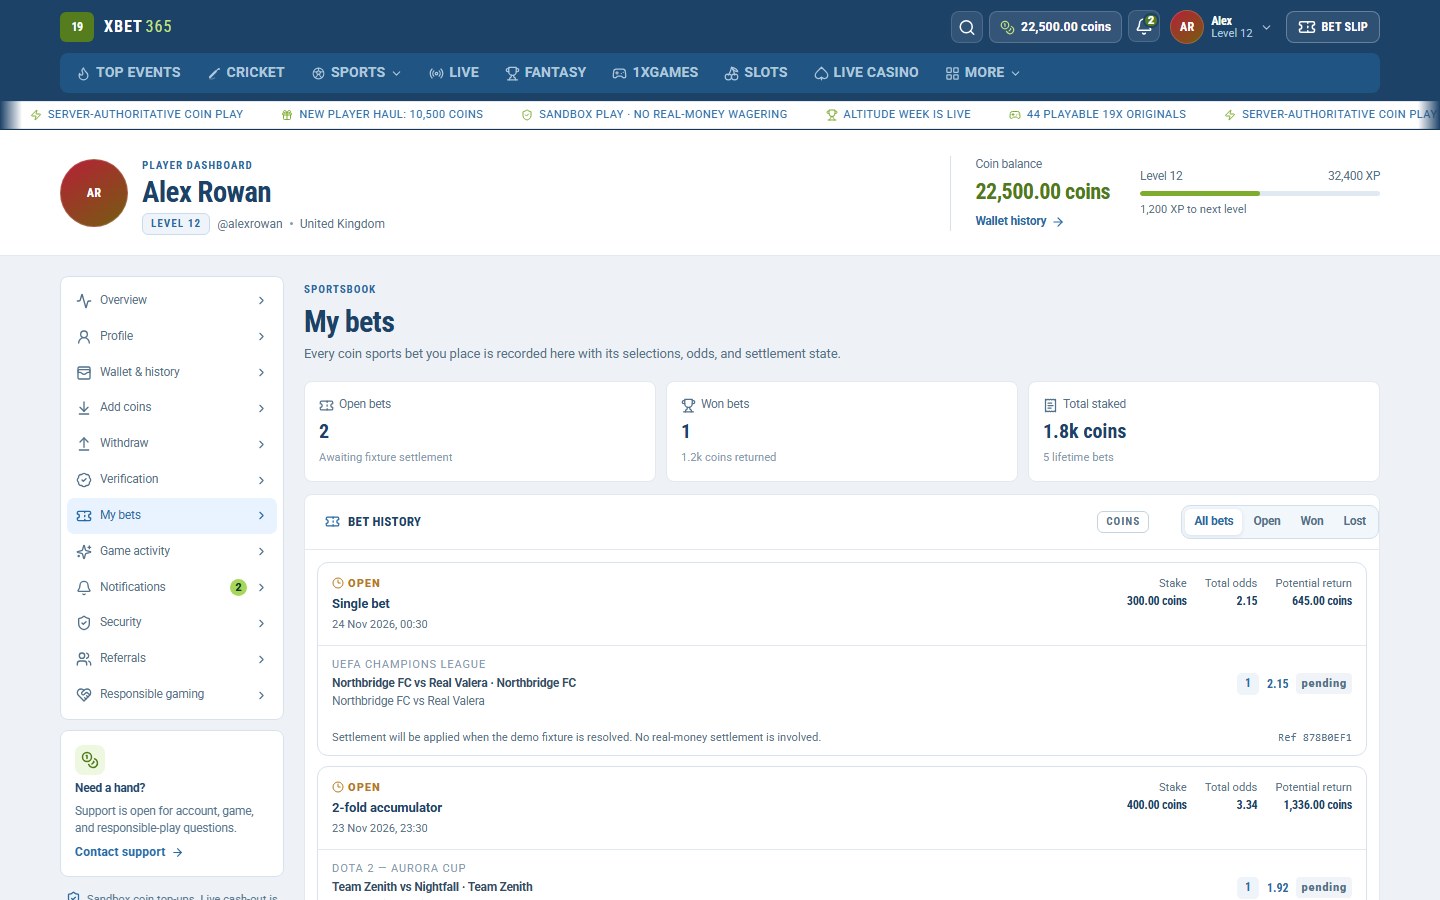 19 XBET 365
22,500.00 coins
2
AR
Alex
Level 12
BET SLIP
TOP EVENTS CRICKET SPORTS LIVE FANTASY 1XGAMES SLOTS LIVE CASINO MORE
SERVER-AUTHORITATIVE COIN PLAY NEW PLAYER HAUL: 10,500 COINS SANDBOX PLAY · NO REAL-MONEY WAGERING ALTITUDE WEEK IS LIVE 44 PLAYABLE 19X ORIGINALS SERVER-AUTHORITATIVE COIN PLAY
AR
PLAYER DASHBOARD
Alex Rowan
LEVEL 12 @alexrowan • United Kingdom
Coin balance
22,500.00 coins
Wallet history
Level 12 32,400 XP
1,200 XP to next level
Overview
Profile
Wallet & history
Add coins
Withdraw
Verification
My bets
Game activity
Notifications 2
Security
Referrals
Responsible gaming
Need a hand?
Support is open for account, game,
and responsible-play questions.
Contact support
Sandbox coin top-ups. Live cash-out is
SPORTSBOOK
My bets
Every coin sports bet you place is recorded here with its selections, odds, and settlement state.
Open bets
2
Awaiting fixture settlement
Won bets
1
1.2k coins returned
Total staked
1.8k coins
5 lifetime bets
BET HISTORY
COINS
All bets Open Won Lost
OPEN
Single bet
24 Nov 2026, 00:30
Stake Total odds Potential return
300.00 coins 2.15 645.00 coins
UEFA CHAMPIONS LEAGUE
Northbridge FC vs Real Valera · Northbridge FC
Northbridge FC vs Real Valera
1 2.15 pending
Settlement will be applied when the demo fixture is resolved. No real-money settlement is involved.
Ref 878B0EF1
OPEN
2-fold accumulator
23 Nov 2026, 23:30
Stake Total odds Potential return
400.00 coins 3.34 1,336.00 coins
DOTA 2 — AURORA CUP
Team Zenith vs Nightfall · Team Zenith
1 1.92 pending